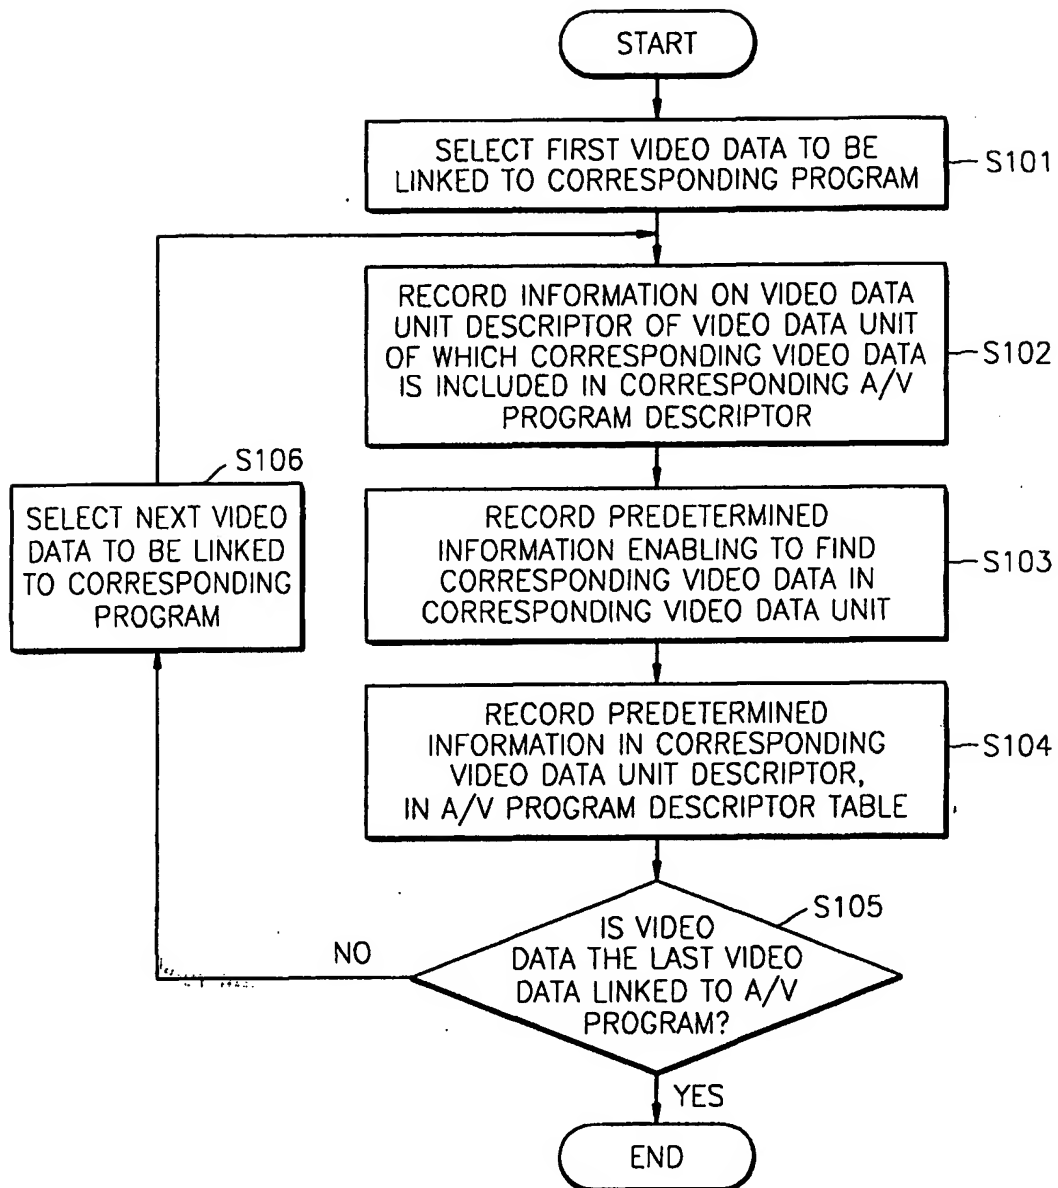 START
SELECT FIRST VIDEO DATA TO BE
LINKED TO CORRESPONDING PROGRAM
S101
RECORD INFORMATION ON VIDEO DATA
UNIT DESCRIPTOR OF VIDEO DATA UNIT
OF WHICH CORRESPONDING VIDEO DATA
IS INCLUDED IN CORRESPONDING A/V
PROGRAM DESCRIPTOR
S102
S106
SELECT NEXT VIDEO
DATA TO BE LINKED
TO CORRESPONDING
PROGRAM
RECORD PREDETERMINED
INFORMATION ENABLING TO FIND
CORRESPONDING VIDEO DATA IN
CORRESPONDING VIDEO DATA UNIT
S103
RECORD PREDETERMINED
INFORMATION IN CORRESPONDING
VIDEO DATA UNIT DESCRIPTOR,
IN A/V PROGRAM DESCRIPTOR TABLE
S104
S105
IS VIDEO
DATA THE LAST VIDEO
DATA LINKED TO A/V
PROGRAM?
NO
YES
END